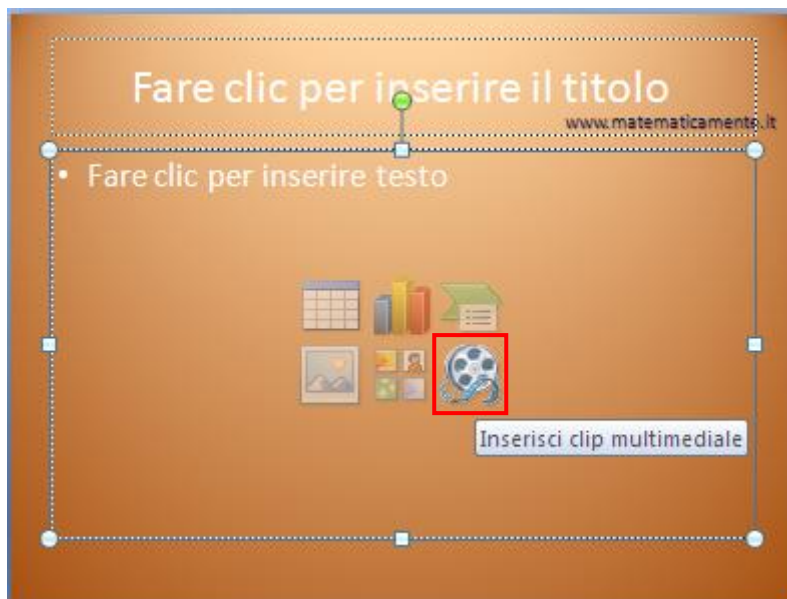 Fare clic per inserire il titolo
www.matematicamente.it
• Fare clic per inserire testo
Inserisci clip multimediale